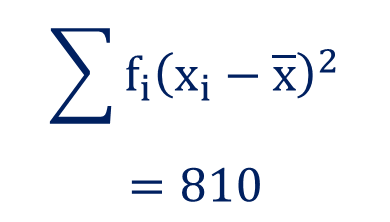 ∑ fᵢ(xᵢ − x̅)²
= 810